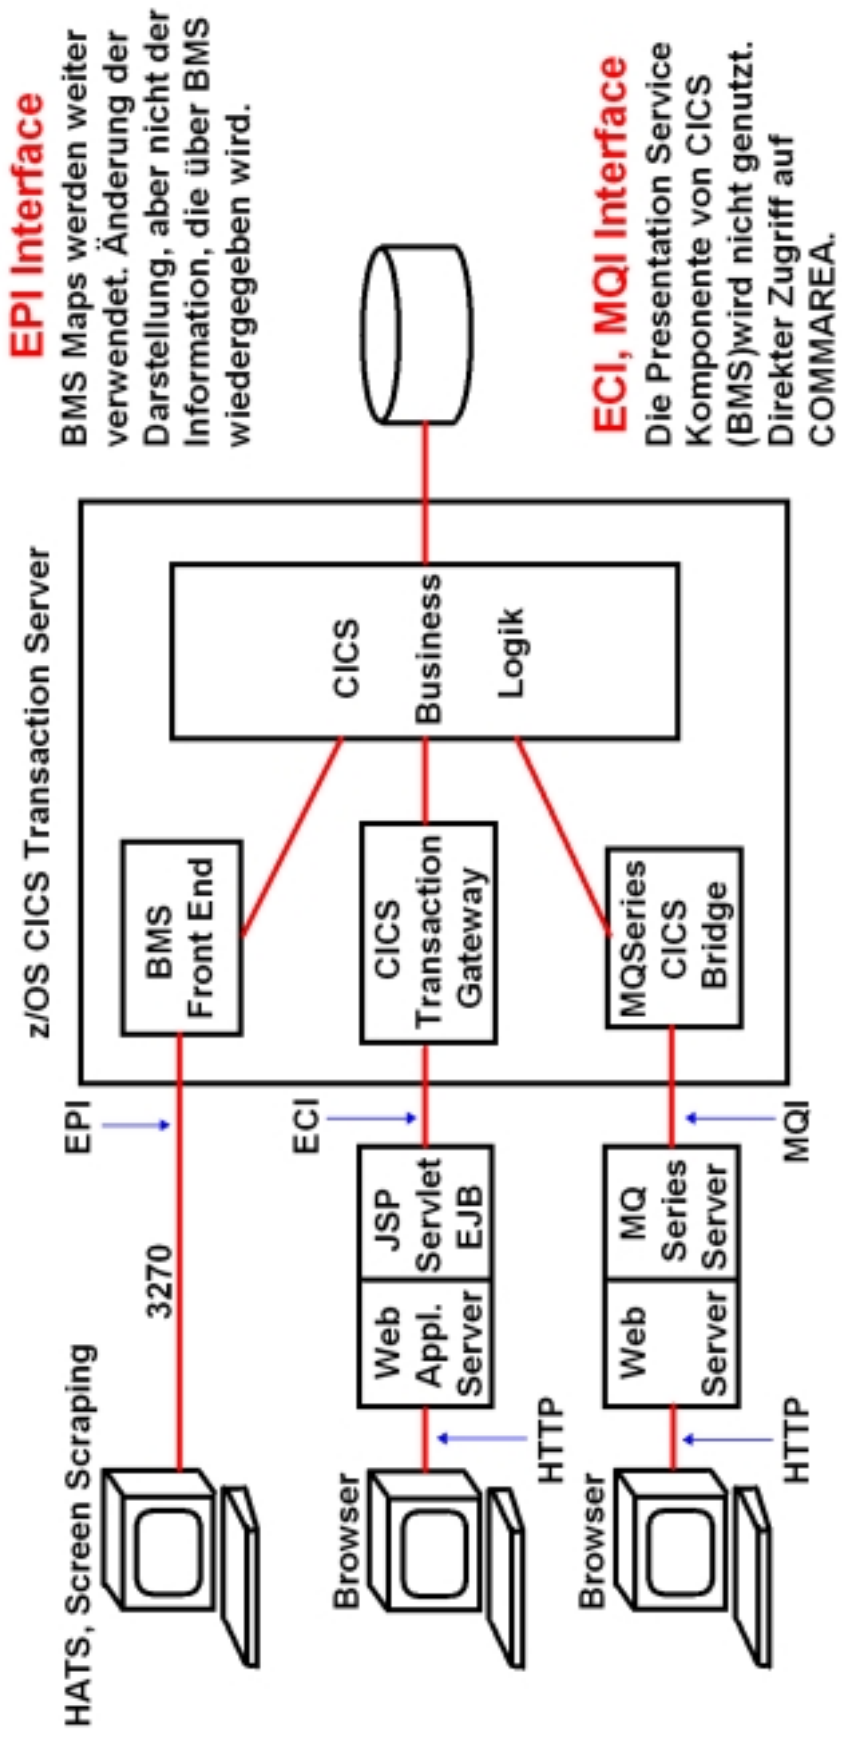 z/OS CICS Transaction Server
EPI Interface
BMS Maps werden weiter
verwendet. Änderung der
Darstellung, aber nicht der
Information, die über BMS
wiedergegeben wird.
HATS, Screen Scraping
3270
EPI
BMS
Front End
Browser
HTTP
Web
Appl.
Server
JSP
Servlet
EJB
ECI
CICS
Transaction
Gateway
CICS
Business
Logik
Browser
HTTP
Web
Server
MQ
Series
Server
MQI
MQSeries
CICS
Bridge
ECI, MQI Interface
Die Presentation Service
Komponente von CICS
(BMS)wird nicht genutzt.
Direkter Zugriff auf
COMMAREA.